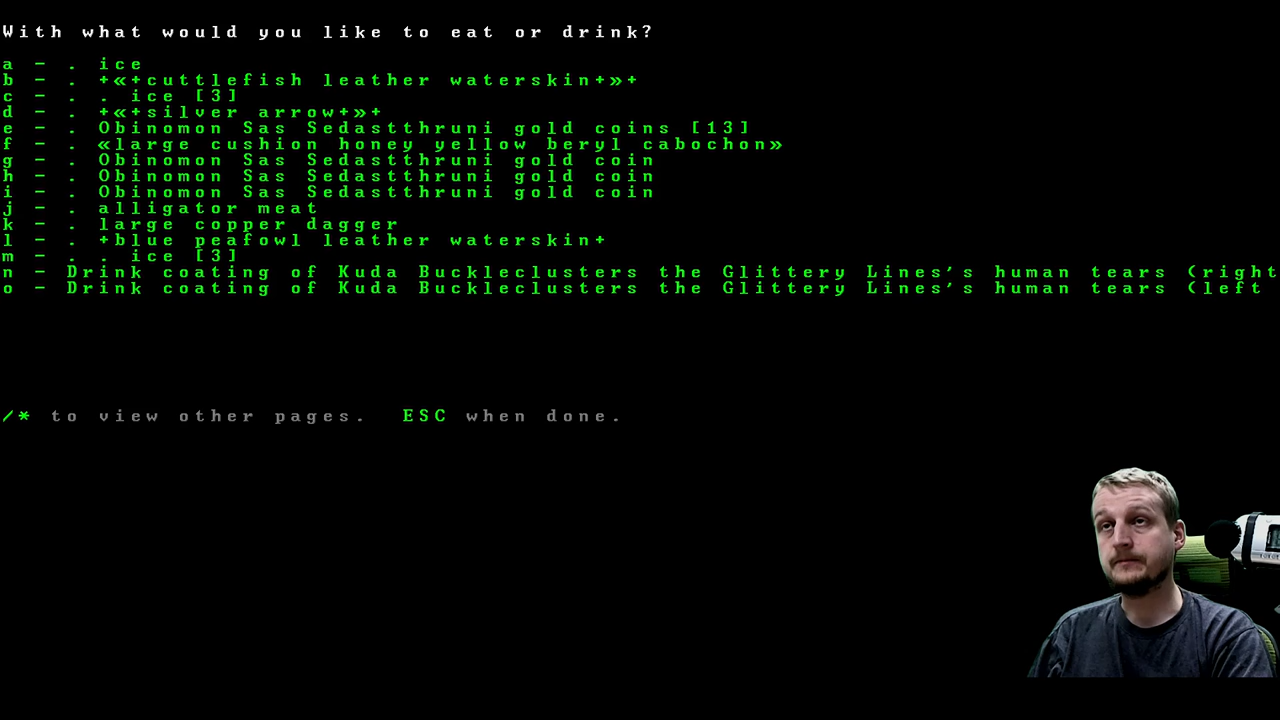 With what would you like to eat or drink?
a - . ice
b - . +«+cuttlefish leather waterskin+»+
c - . . ice [3]
d - . +«+silver arrow+»+
e - . Obinomon Sas Sedastthruni gold coins [13]
f - . «large cushion honey yellow beryl cabochon»
g - . Obinomon Sas Sedastthruni gold coin
h - . Obinomon Sas Sedastthruni gold coin
i - . Obinomon Sas Sedastthruni gold coin
j - . alligator meat
k - . large copper dagger
l - . +blue peafowl leather waterskin+
m - . . ice [3]
n - Drink coating of Kuda Buckleclusters the Glittery Lines's human tears (right
o - Drink coating of Kuda Buckleclusters the Glittery Lines's human tears (left
/* to view other pages. ESC when done.